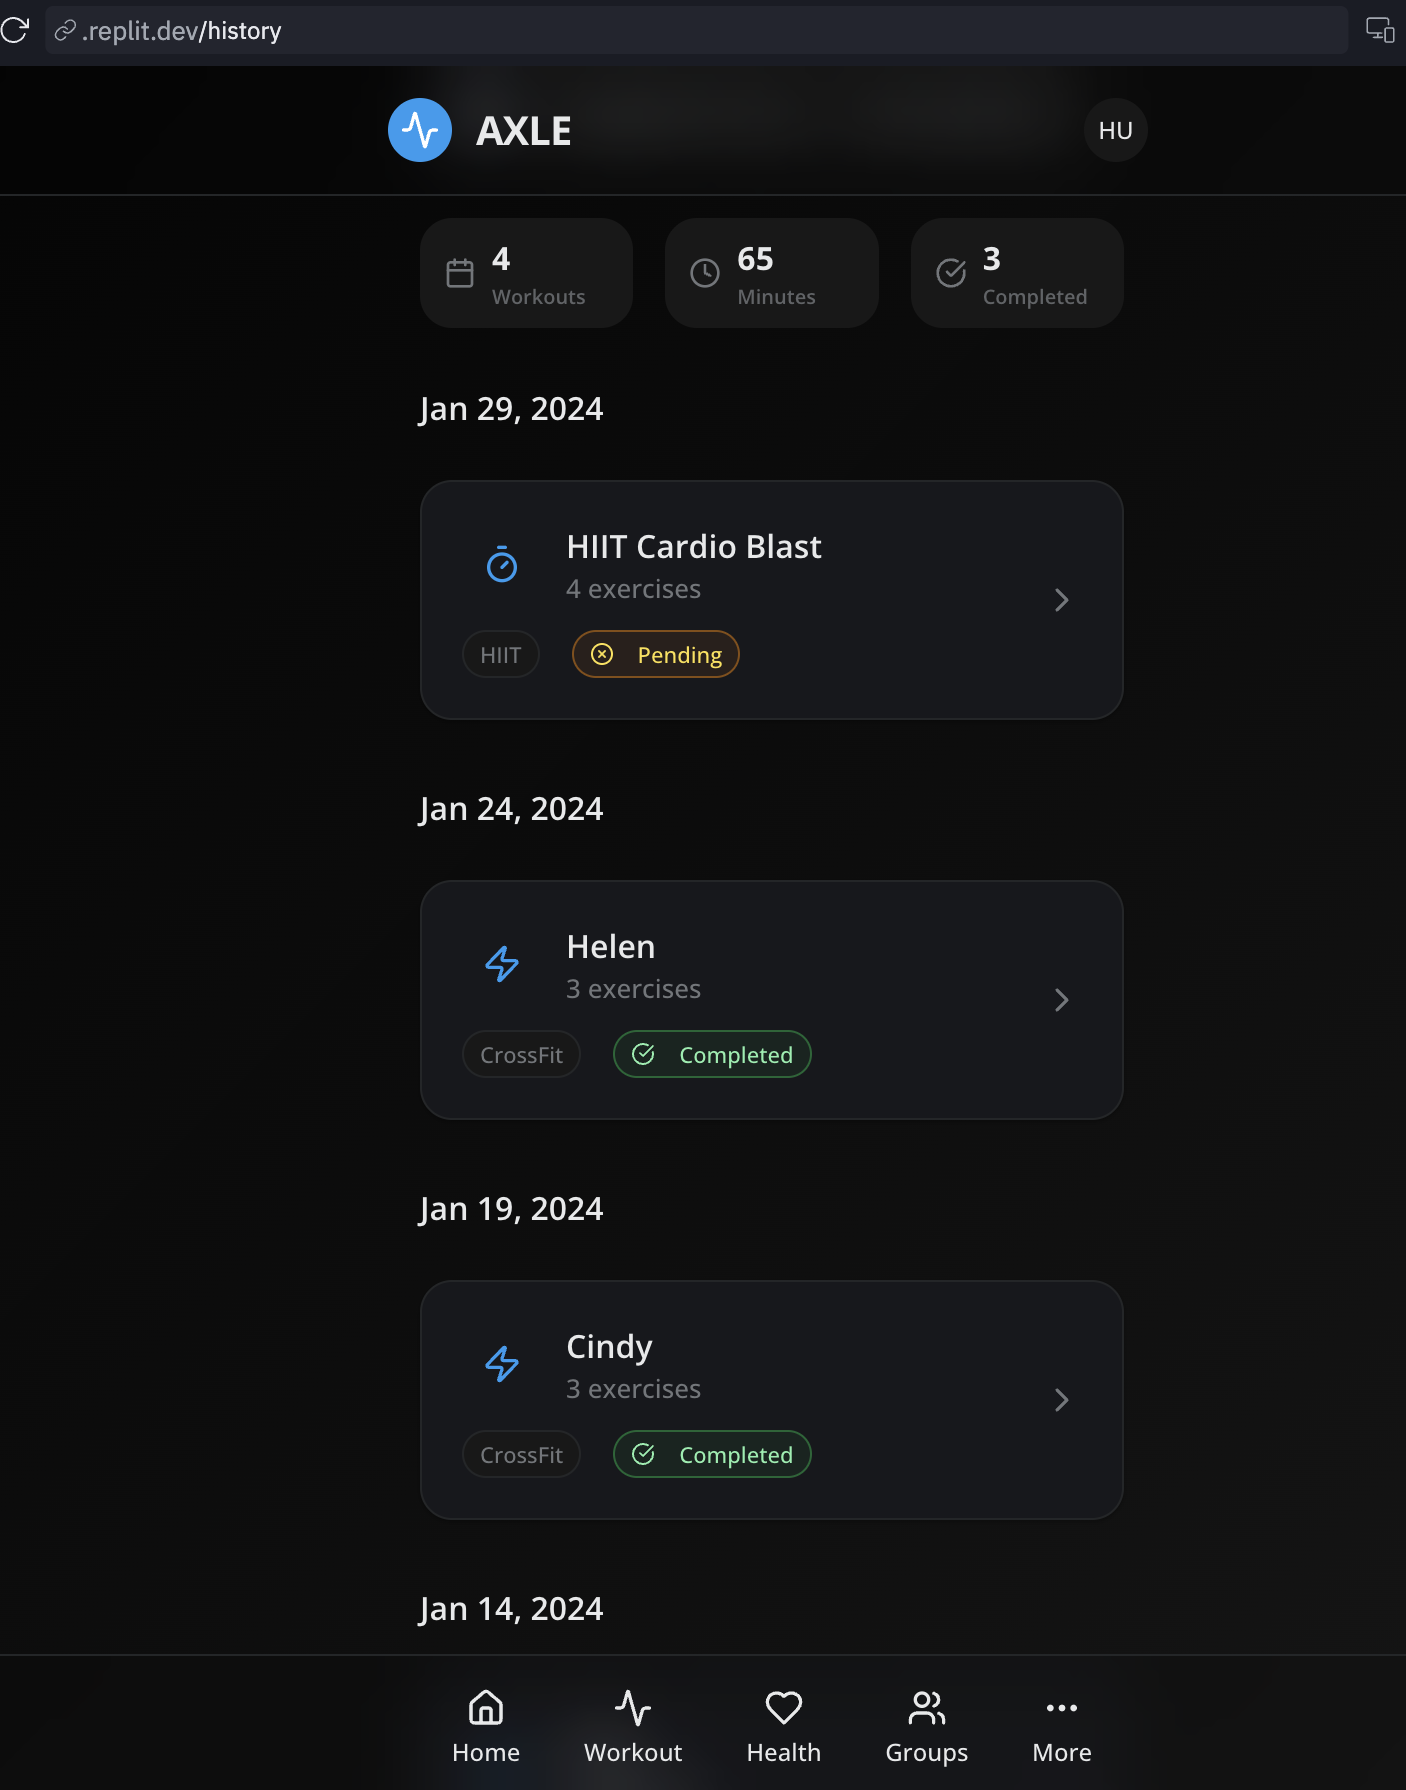 .replit.dev/history
AXLE
HU
4
Workouts
65
Minutes
3
Completed
Jan 29, 2024
HIIT Cardio Blast
4 exercises
HIIT
Pending
Jan 24, 2024
Helen
3 exercises
CrossFit
Completed
Jan 19, 2024
Cindy
3 exercises
CrossFit
Completed
Jan 14, 2024
Home
Workout
Health
Groups
More